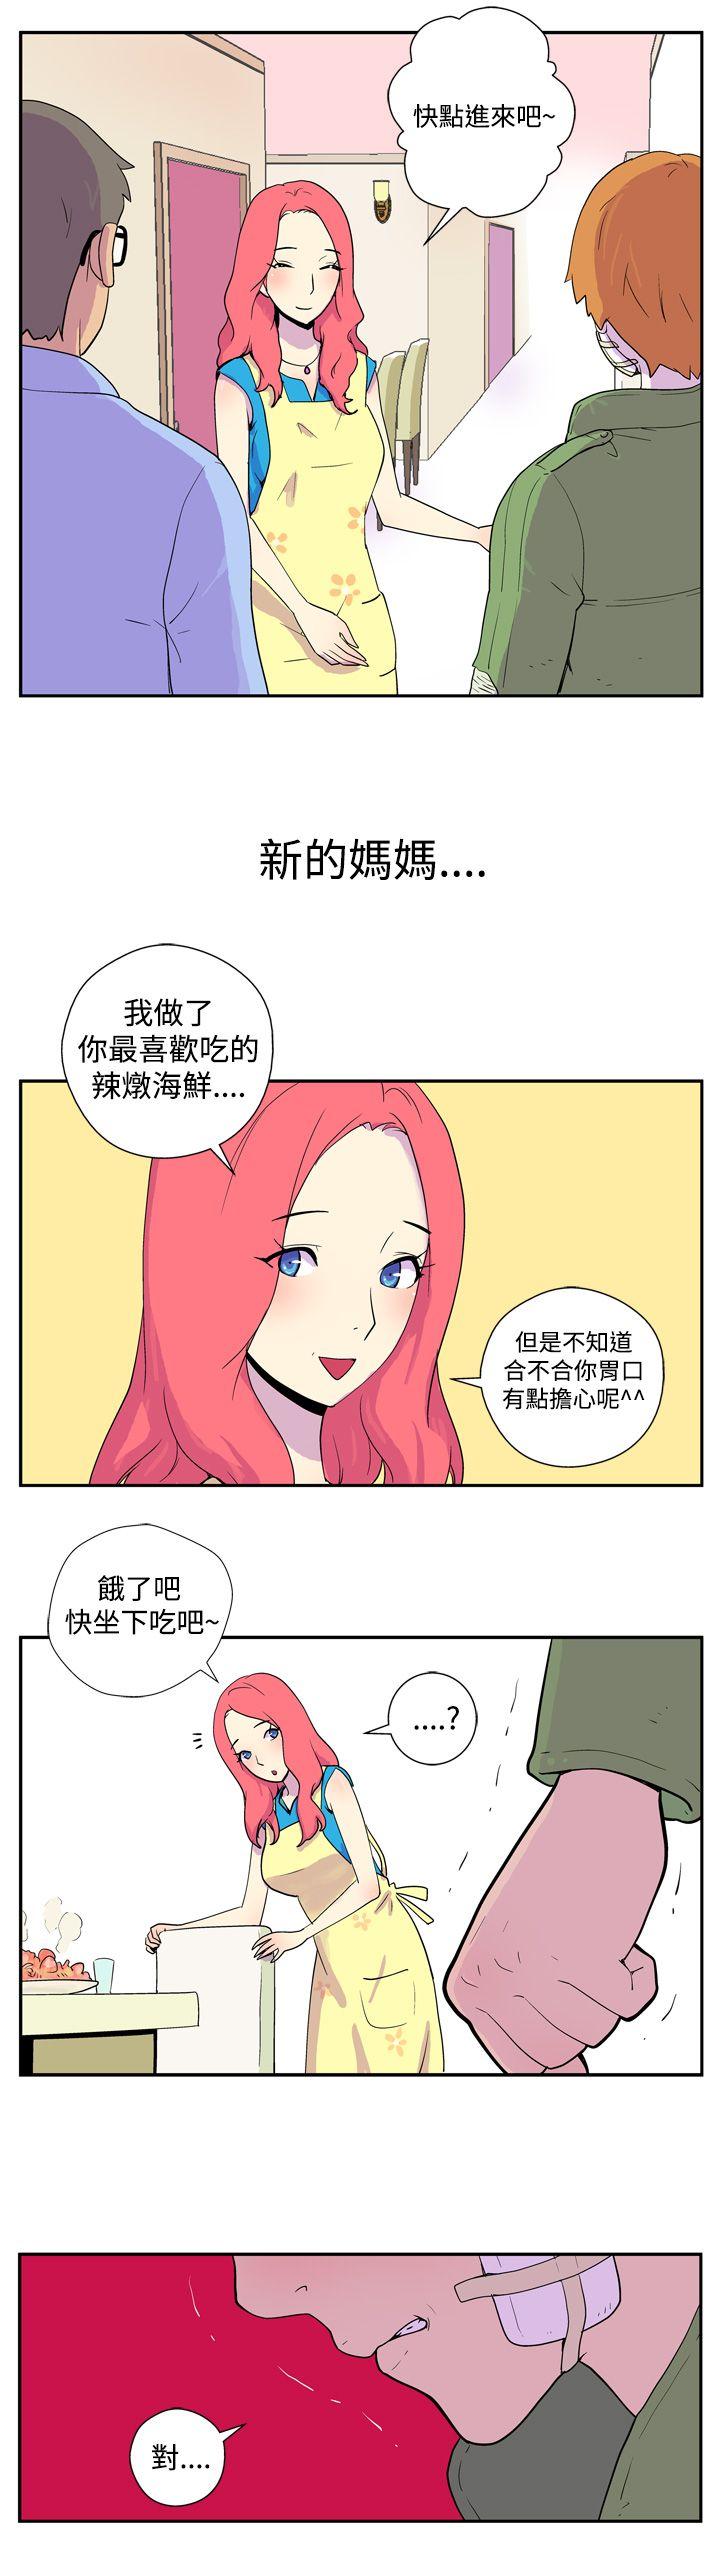 快點進來吧~
新的媽媽....
我做了
你最喜歡吃的
辣燉海鮮....
但是不知道
合不合你胃口
有點擔心呢^^
餓了吧
快坐下吃吧~
....?
對....